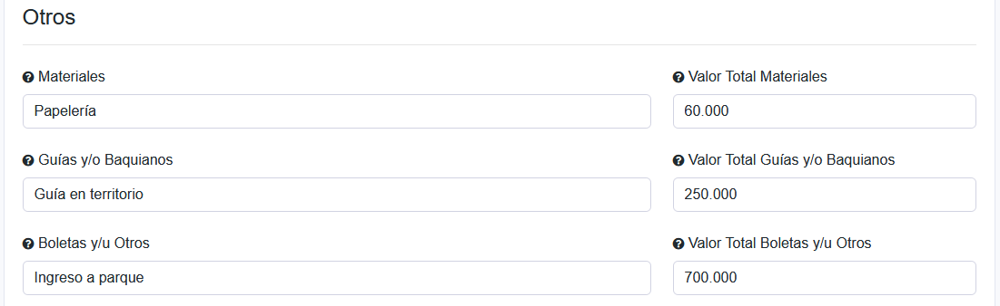 Otros
Materiales
Valor Total Materiales
Papelería
60.000
Guías y/o Baquianos
Valor Total Guías y/o Baquianos
Guía en territorio
250.000
Boletas y/u Otros
Valor Total Boletas y/u Otros
Ingreso a parque
700.000